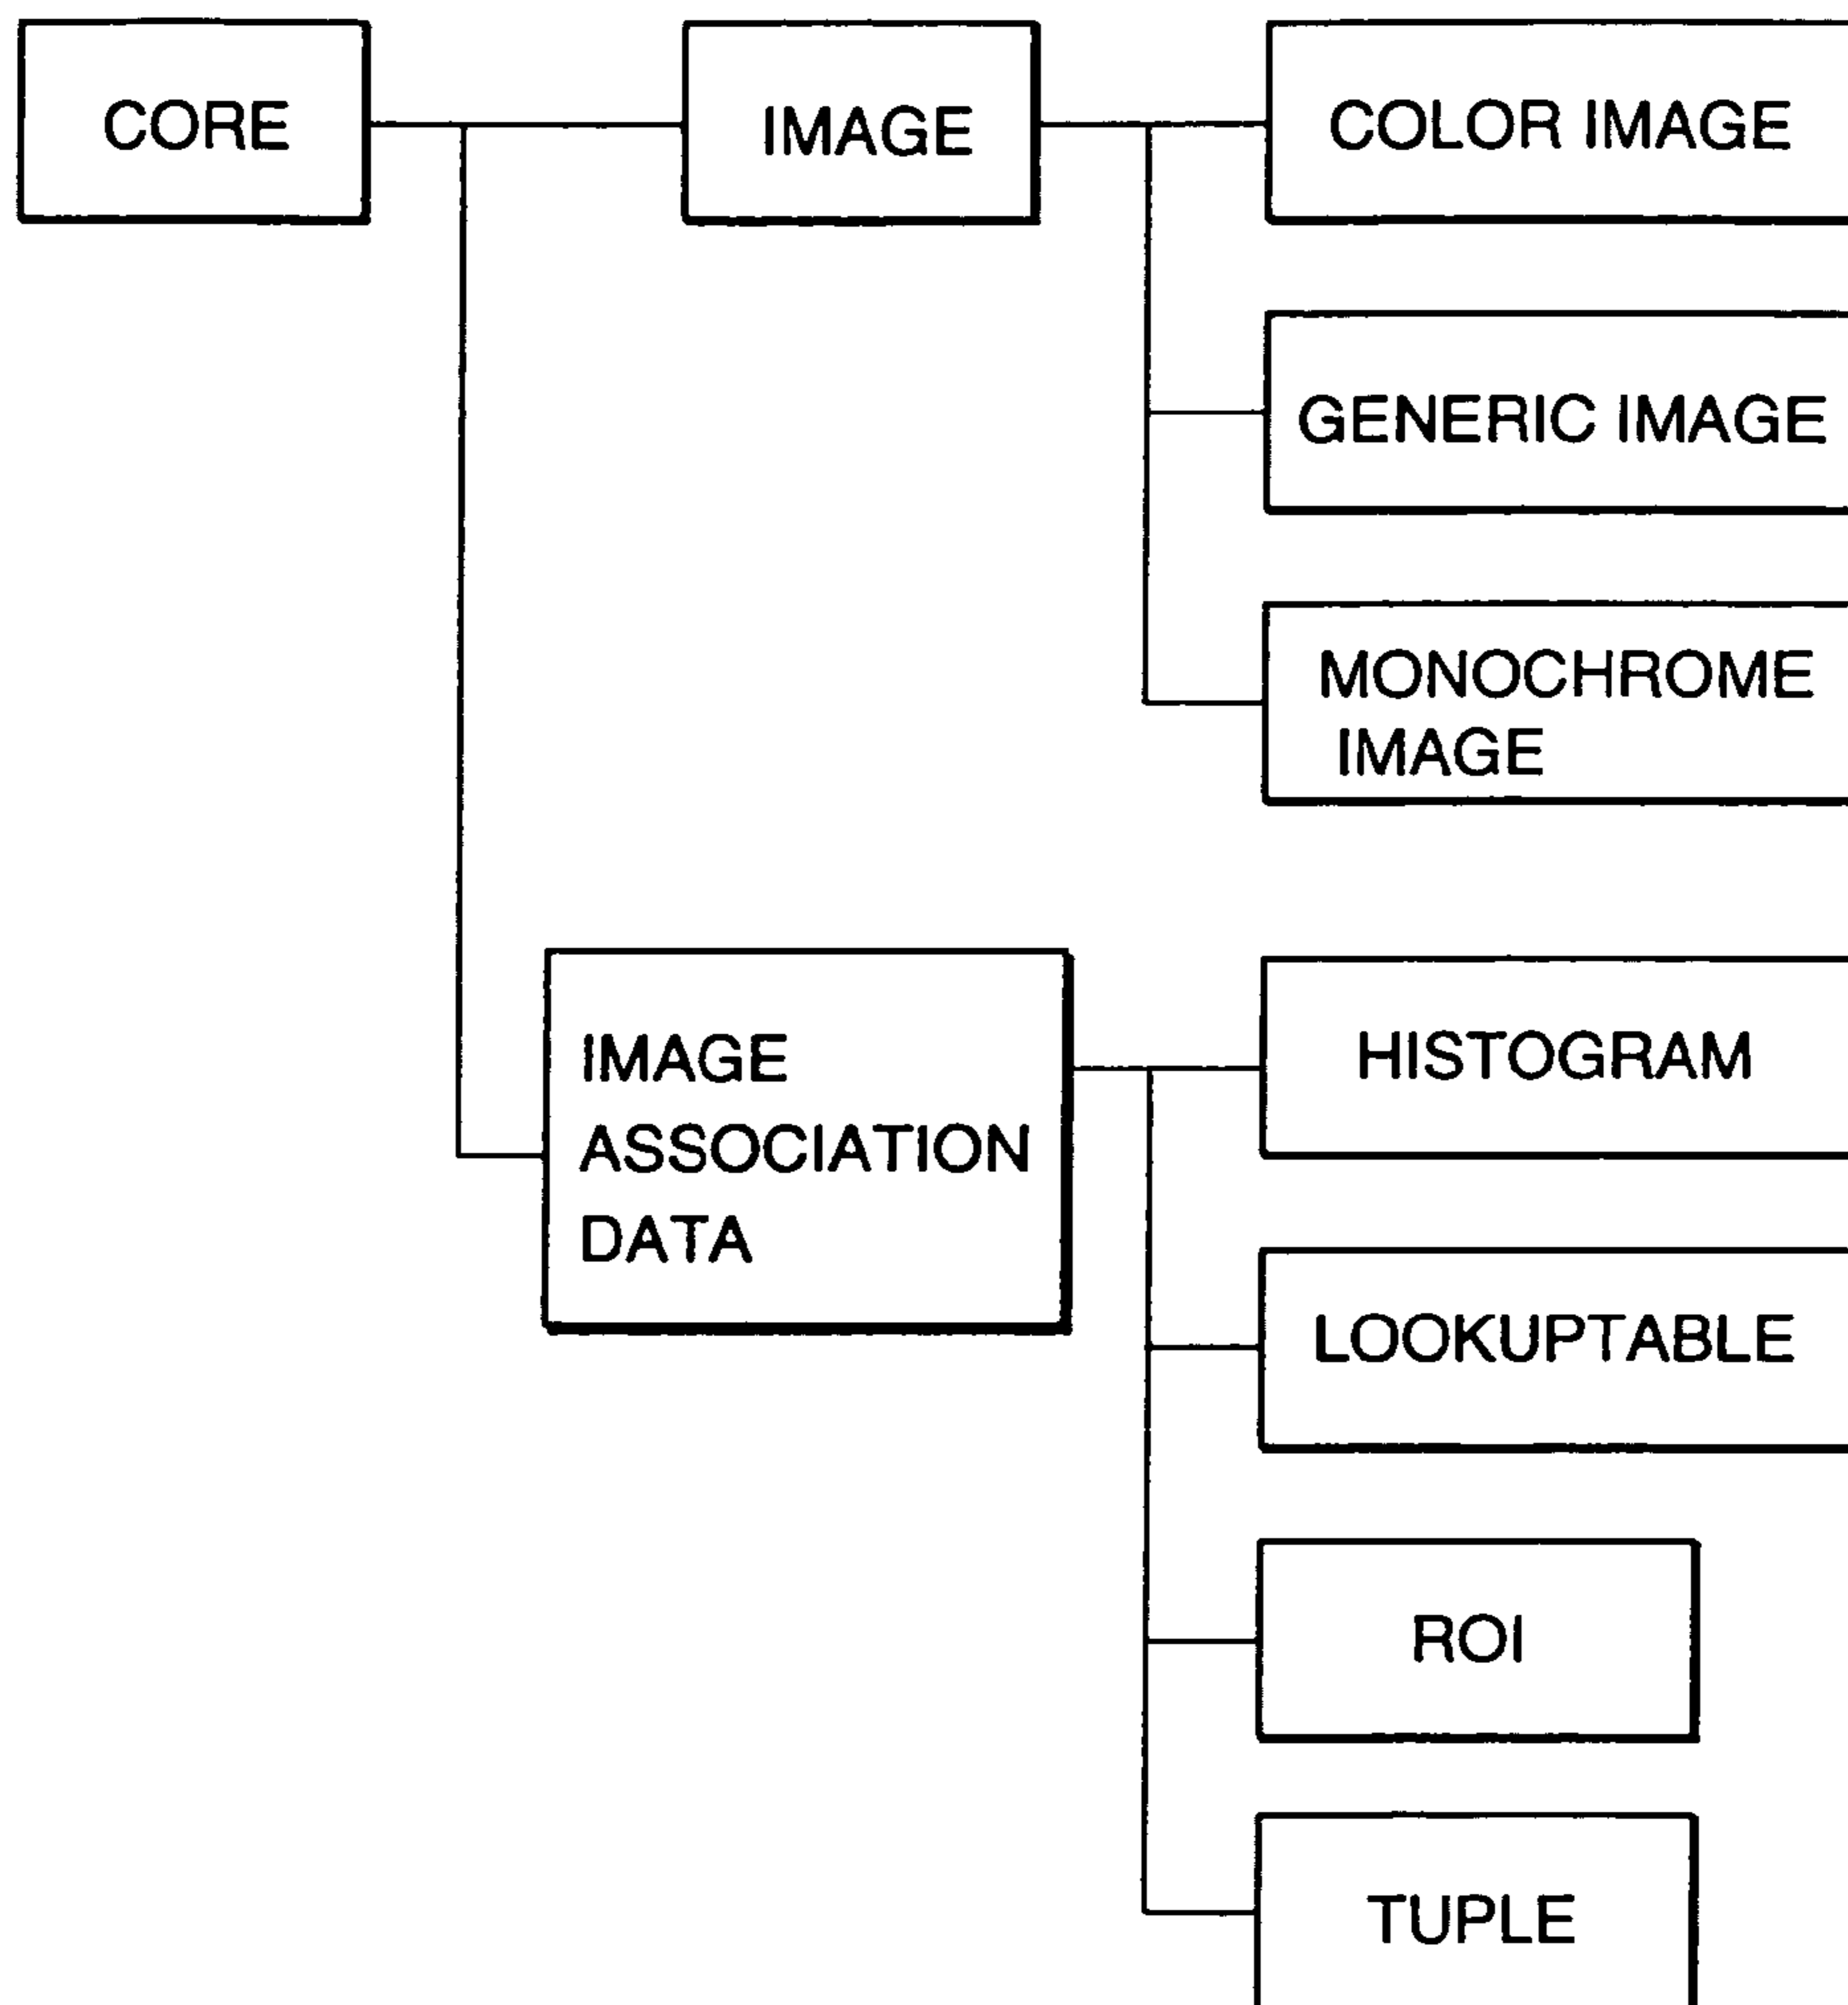 CORE
IMAGE
COLOR IMAGE
GENERIC IMAGE
MONOCHROME
IMAGE
IMAGE
ASSOCIATION
DATA
HISTOGRAM
LOOKUPTABLE
ROI
TUPLE